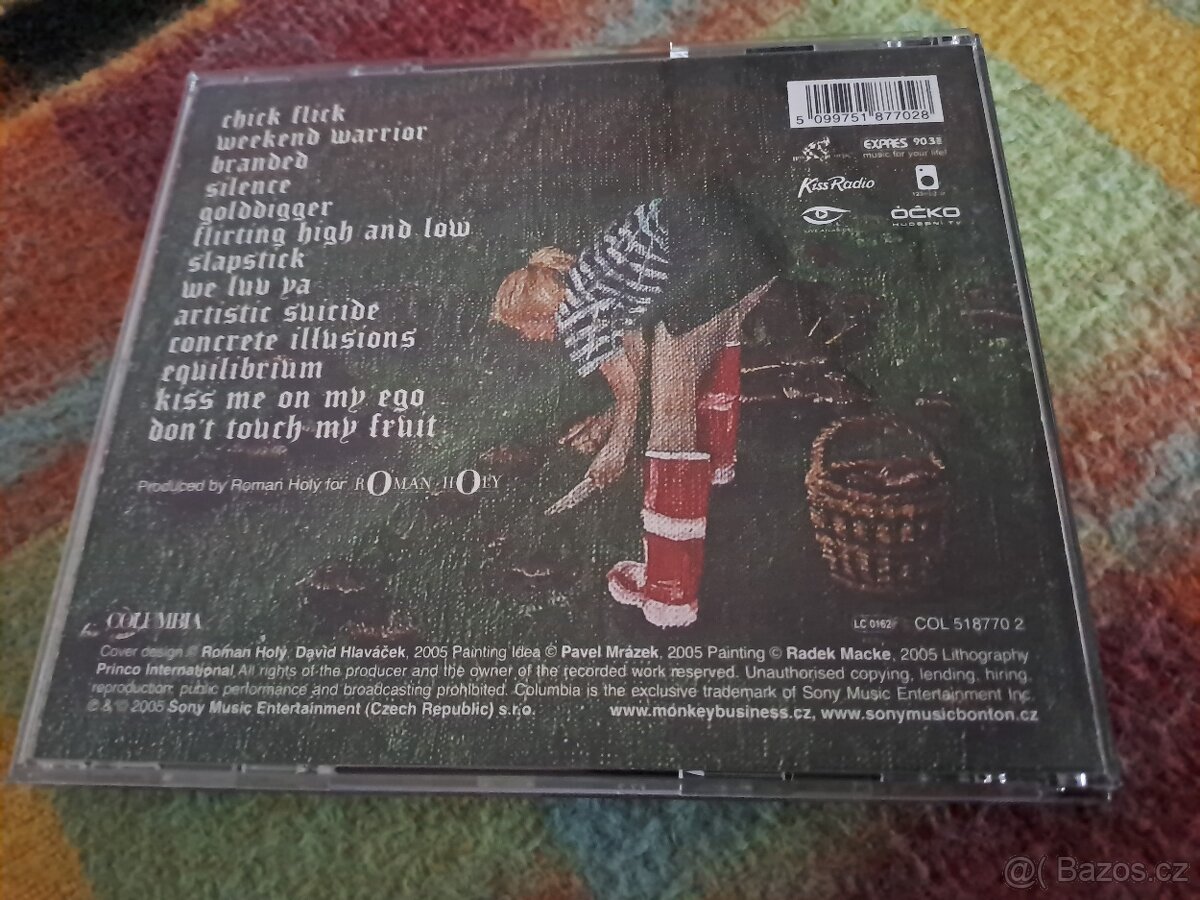 chick flick
weekend warrior
branded
silence
golddigger
flirting high and low
slapstick
we luv ya
artistic suicide
concrete illusions
equilibrium
kiss me on my ego
don't touch my fruit
Produced by Roman Holy for ROMAN HOLY
5 099751 877028
EXPRES 90.3
music for your life!
Kiss Radio
ÓČKO
HUDEBNÍ TV
COLUMBIA
LC 0162 COL 518770 2
Cover design © Roman Holý, David Hlaváček, 2005 Painting Idea © Pavel Mrázek, 2005 Painting © Radek Macke, 2005 Lithography
Princo International. All rights of the producer and the owner of the recorded work reserved. Unauthorised copying, lending, hiring,
reproduction, public performance and broadcasting prohibited. Columbia is the exclusive trademark of Sony Music Entertainment Inc.
℗ & © 2005 Sony Music Entertainment (Czech Republic) s.r.o.
www.monkeybusiness.cz, www.sonymusicbonton.cz
@( Bazos.cz